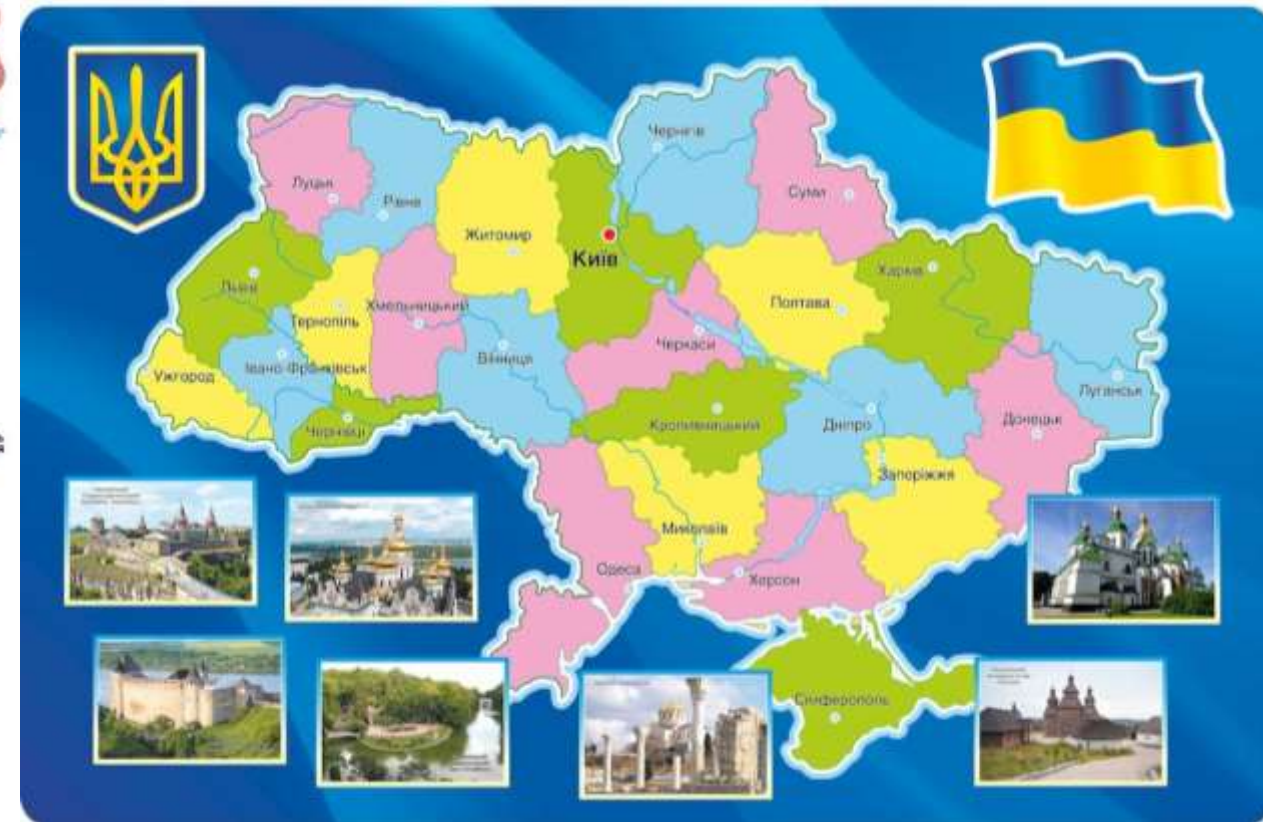 Чернігів
Суми
Луцьк
Рівне
Житомир
Київ
Харків
Львів
Хмельницький
Полтава
Тернопіль
Черкаси
Вінниця
Ужгород
Івано-Франківськ
Луганськ
Чернівці
Кропивницький
Дніпро
Донецьк
Запоріжжя
Миколаїв
Одеса
Херсон
Сімферополь